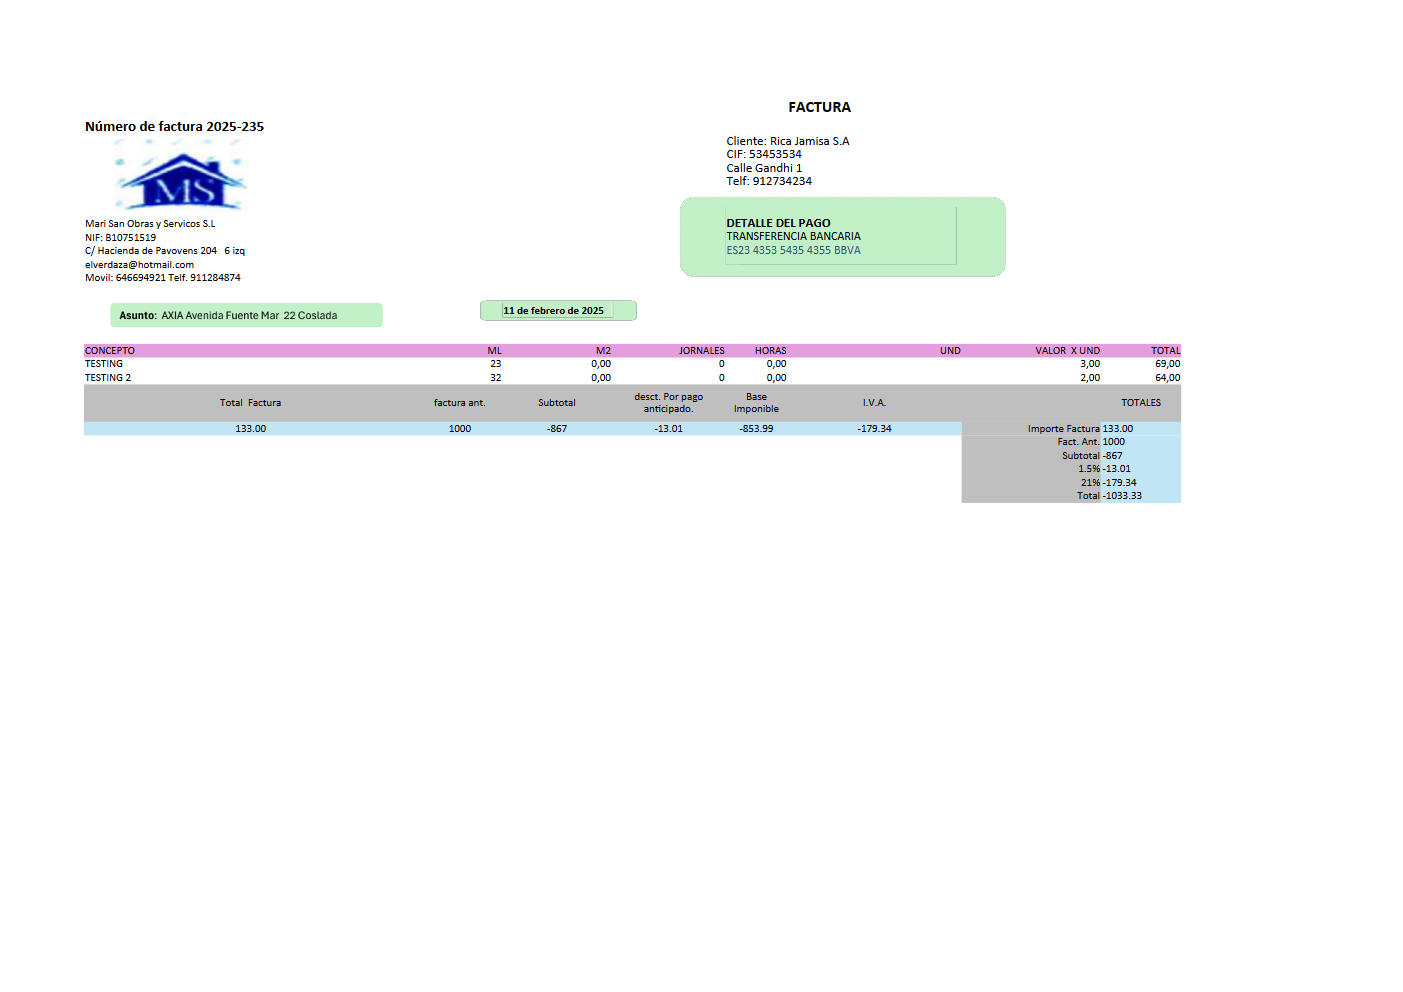 FACTURA
Número de factura 2025-235
Cliente: Rica Jamisa S.A
CIF: 53453534
Calle Gandhi 1
Telf: 912734234
MS
Mari San Obras y Servicos S.L
NIF: B10751519
C/ Hacienda de Pavovens 204 6 izq
elverdaza@hotmail.com
Movil: 646694921 Telf. 911284874
DETALLE DEL PAGO
TRANSFERENCIA BANCARIA
ES23 4353 5435 4355 BBVA
Asunto: AXIA Avenida Fuente Mar 22 Coslada
11 de febrero de 2025
CONCEPTO ML M2 JORNALES HORAS UND VALOR X UND TOTAL
TESTING 23 0,00 0 0,00 3,00 69,00
TESTING 2 32 0,00 0 0,00 2,00 64,00
Total Factura factura ant. Subtotal desct. Por pago anticipado. Base Imponible I.V.A. TOTALES
133.00 1000 -867 -13.01 -853.99 -179.34 Importe Factura 133.00
Fact. Ant. 1000
Subtotal -867
1.5% -13.01
21% -179.34
Total -1033.33